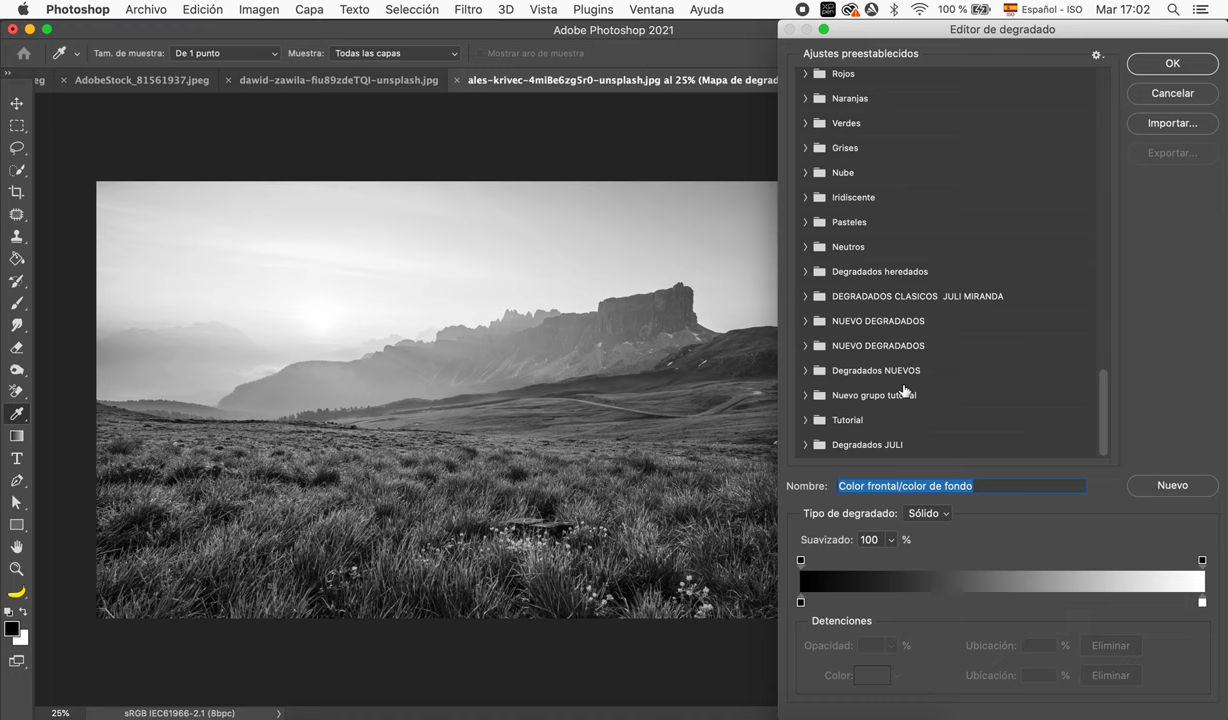 Photoshop Archivo Edición Imagen Capa Texto Selección Filtro 3D Vista Plugins Ventana Ayuda 100 % Español - ISO Mar 17:02
Adobe Photoshop 2021
Editor de degradado
Tam. de muestra: De 1 punto Muestra: Todas las capas Mostrar aro de muestra
eg × AdobeStock_81561937.jpeg × dawid-zawila-fiu89zdeTQI-unsplash.jpg × ales-krivec-4miBe6zg5r0-unsplash.jpg al 25% (Mapa de degrad
Ajustes preestablecidos
OK
Cancelar
Importar...
Exportar...
Rojos
Naranjas
Verdes
Grises
Nube
Iridiscente
Pasteles
Neutros
Degradados heredados
DEGRADADOS CLASICOS JULI MIRANDA
NUEVO DEGRADADOS
NUEVO DEGRADADOS
Degradados NUEVOS
Nuevo grupo tutorial
Tutorial
Degradados JULI
Nombre: Color frontal/color de fondo Nuevo
Tipo de degradado: Sólido
Suavizado: 100 %
Detenciones
Opacidad: % Ubicación: % Eliminar
Color: Ubicación: % Eliminar
25% sRGB IEC61966-2.1 (8bpc)